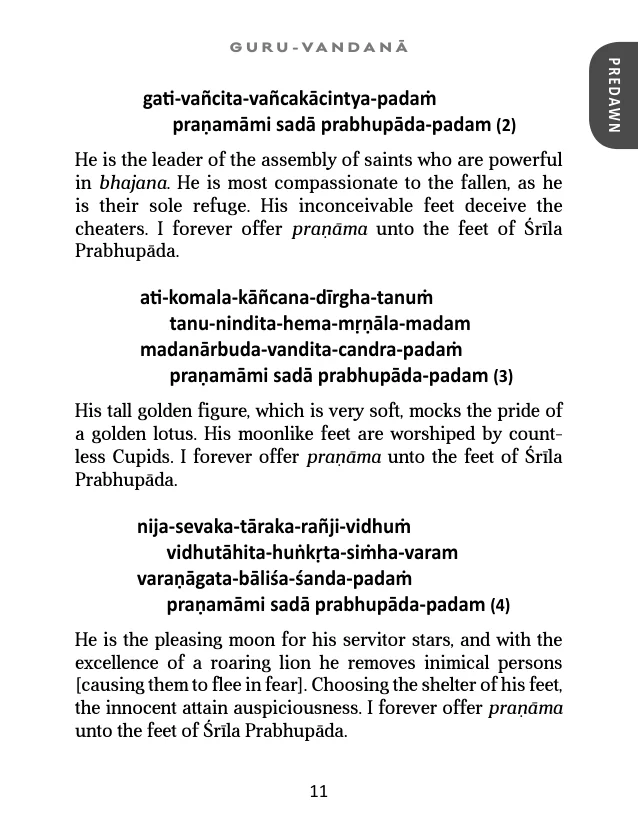 GURU-VANDANĀ
PREDAWN
gati-vañcita-vañcakācintya-padaṁ
praṇamāmi sadā prabhupāda-padam (2)
He is the leader of the assembly of saints who are powerful
in bhajana. He is most compassionate to the fallen, as he
is their sole refuge. His inconceivable feet deceive the
cheaters. I forever offer praṇāma unto the feet of Śrīla
Prabhupāda.
ati-komala-kāñcana-dīrgha-tanuṁ
tanu-nindita-hema-mṛṇāla-madam
madanārbuda-vandita-candra-padaṁ
praṇamāmi sadā prabhupāda-padam (3)
His tall golden figure, which is very soft, mocks the pride of
a golden lotus. His moonlike feet are worshiped by count-
less Cupids. I forever offer praṇāma unto the feet of Śrīla
Prabhupāda.
nija-sevaka-tāraka-rañji-vidhuṁ
vidhutāhita-huṅkṛta-siṁha-varam
varaṇāgata-bāliśa-śanda-padaṁ
praṇamāmi sadā prabhupāda-padam (4)
He is the pleasing moon for his servitor stars, and with the
excellence of a roaring lion he removes inimical persons
[causing them to flee in fear]. Choosing the shelter of his feet,
the innocent attain auspiciousness. I forever offer praṇāma
unto the feet of Śrīla Prabhupāda.
11